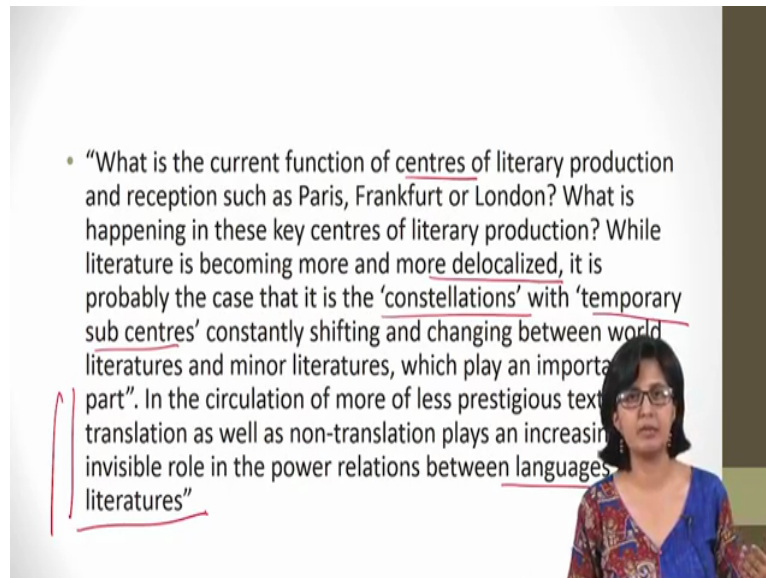 • “What is the current function of centres of literary production
and reception such as Paris, Frankfurt or London? What is
happening in these key centres of literary production? While
literature is becoming more and more delocalized, it is
probably the case that it is the ‘constellations’ with ‘temporary
sub centres’ constantly shifting and changing between world
literatures and minor literatures, which play an
part”. In the circulation of more of less prestigious
translation as well as non-translation plays an
invisible role in the power relations between languages
literatures”